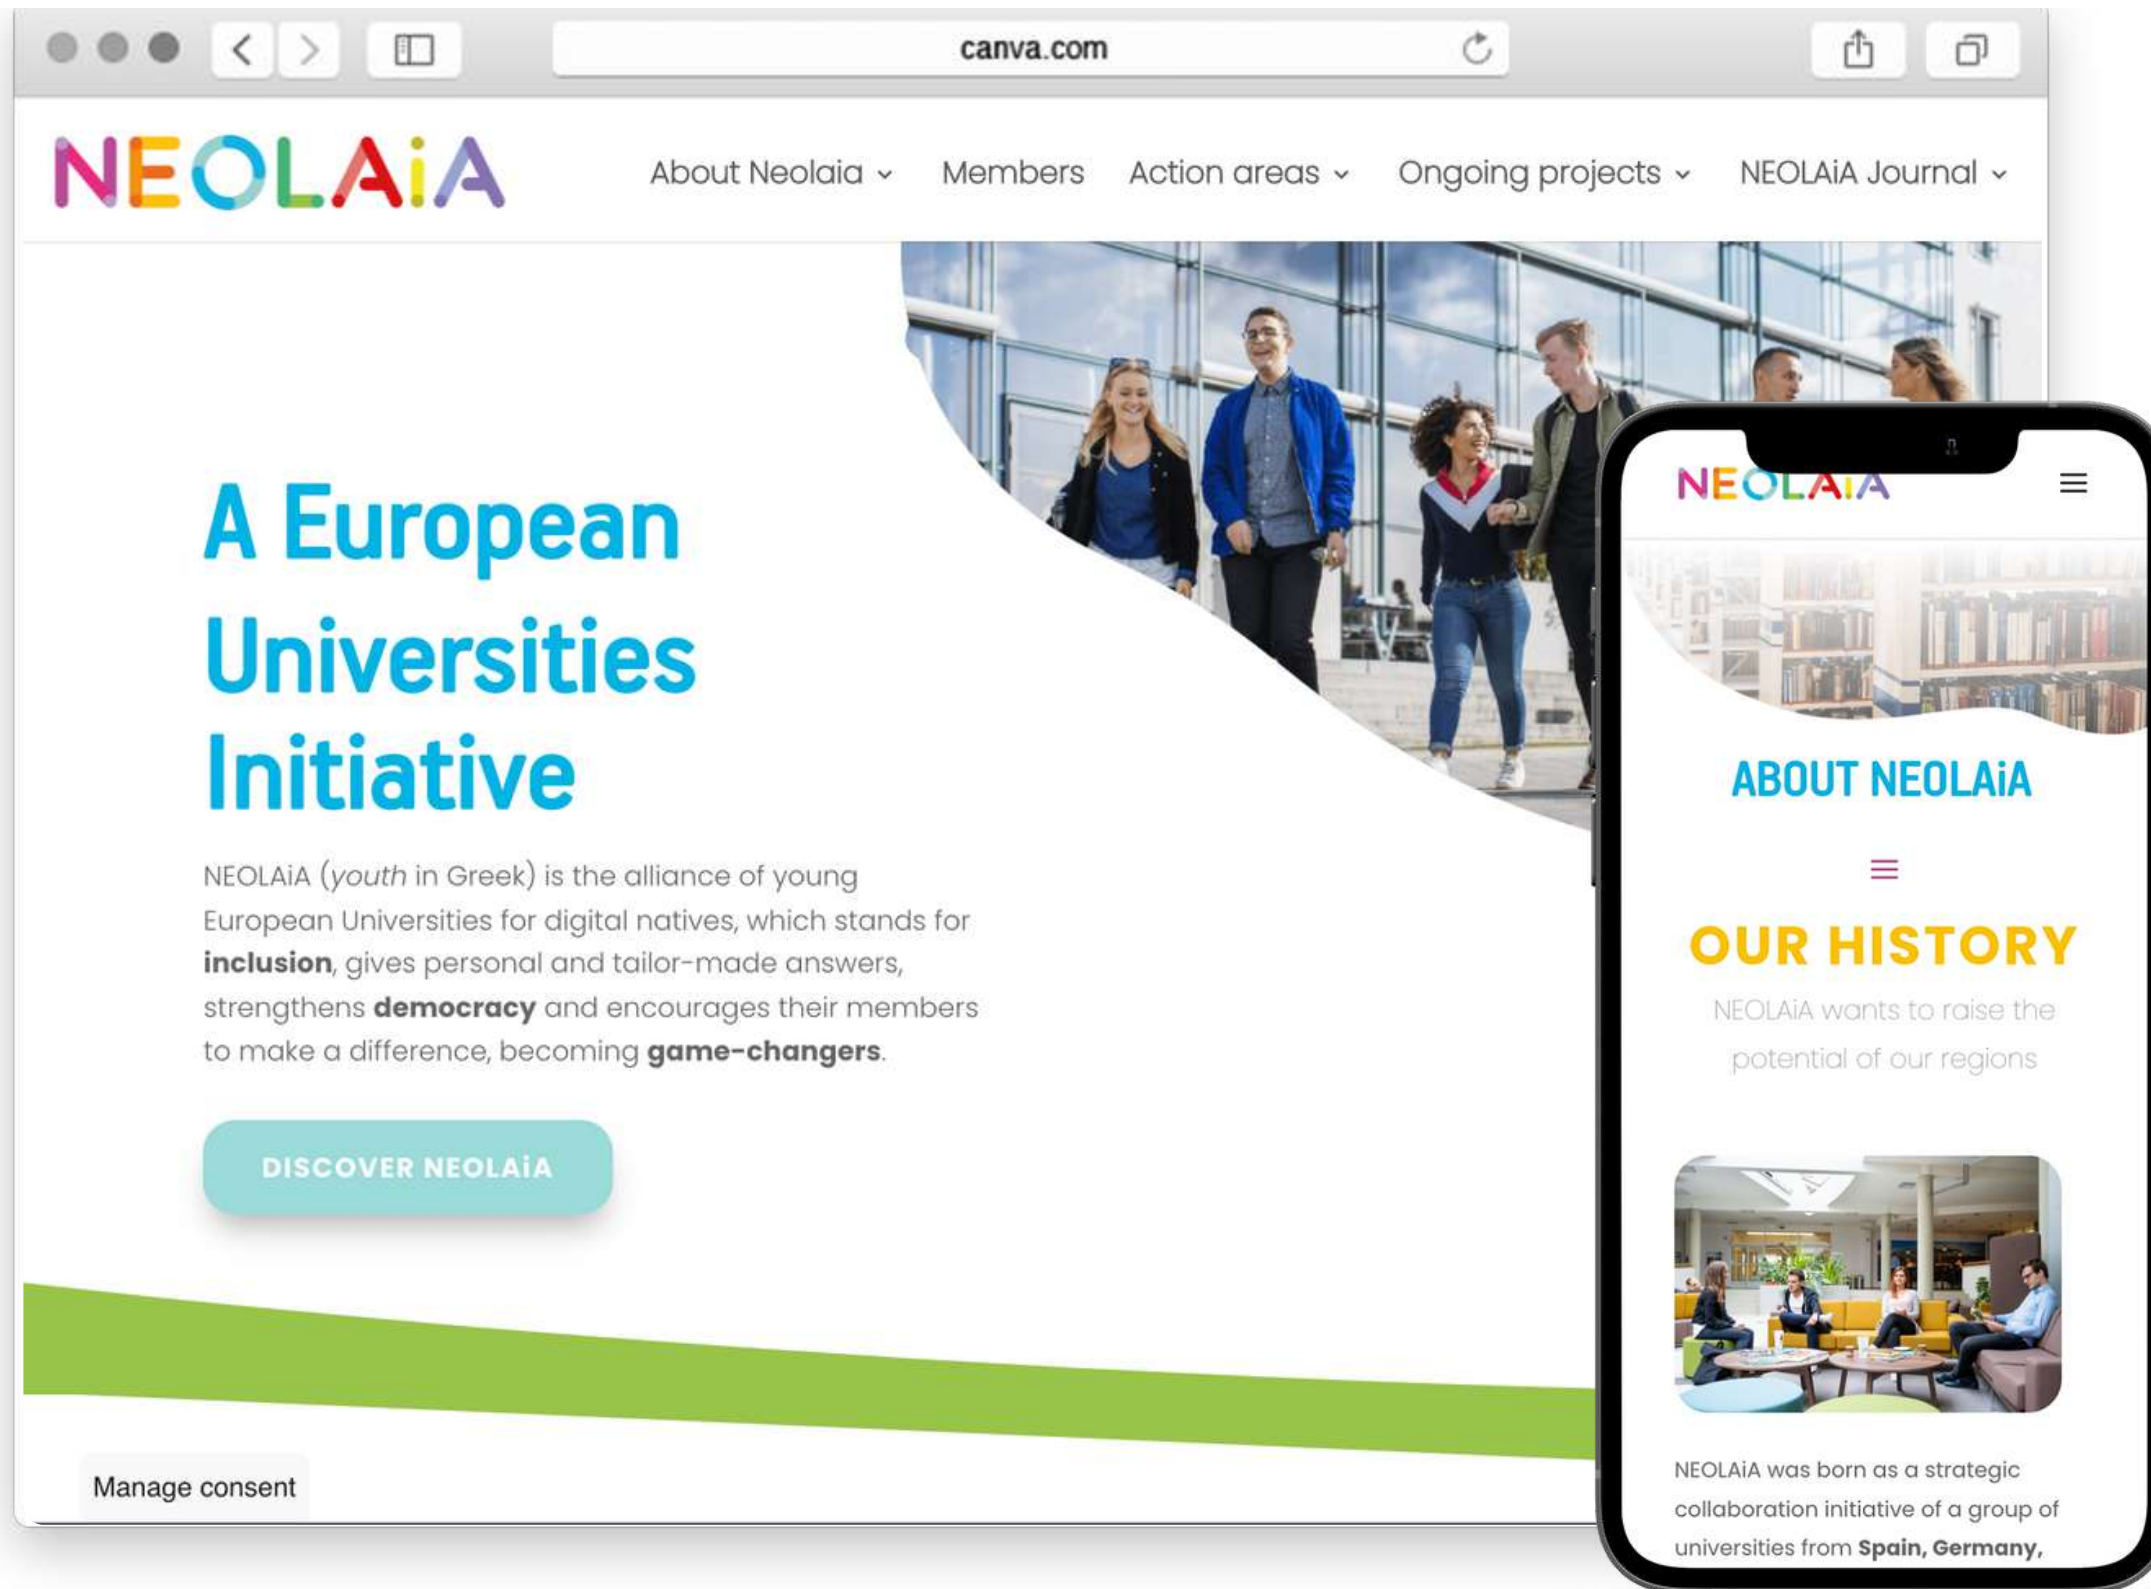 canva.com
NEOLAiA
About Neolaia
Members
Action areas
Ongoing projects
NEOLAiA Journal
A European
Universities
Initiative
NEOLAiA (youth in Greek) is the alliance of young
European Universities for digital natives, which stands for
inclusion, gives personal and tailor-made answers,
strengthens democracy and encourages their members
to make a difference, becoming game-changers.
DISCOVER NEOLAiA
Manage consent
NEOLAiA
ABOUT NEOLAiA
OUR HISTORY
NEOLAiA wants to raise the
potential of our regions
NEOLAiA was born as a strategic
collaboration initiative of a group of
universities from Spain, Germany,